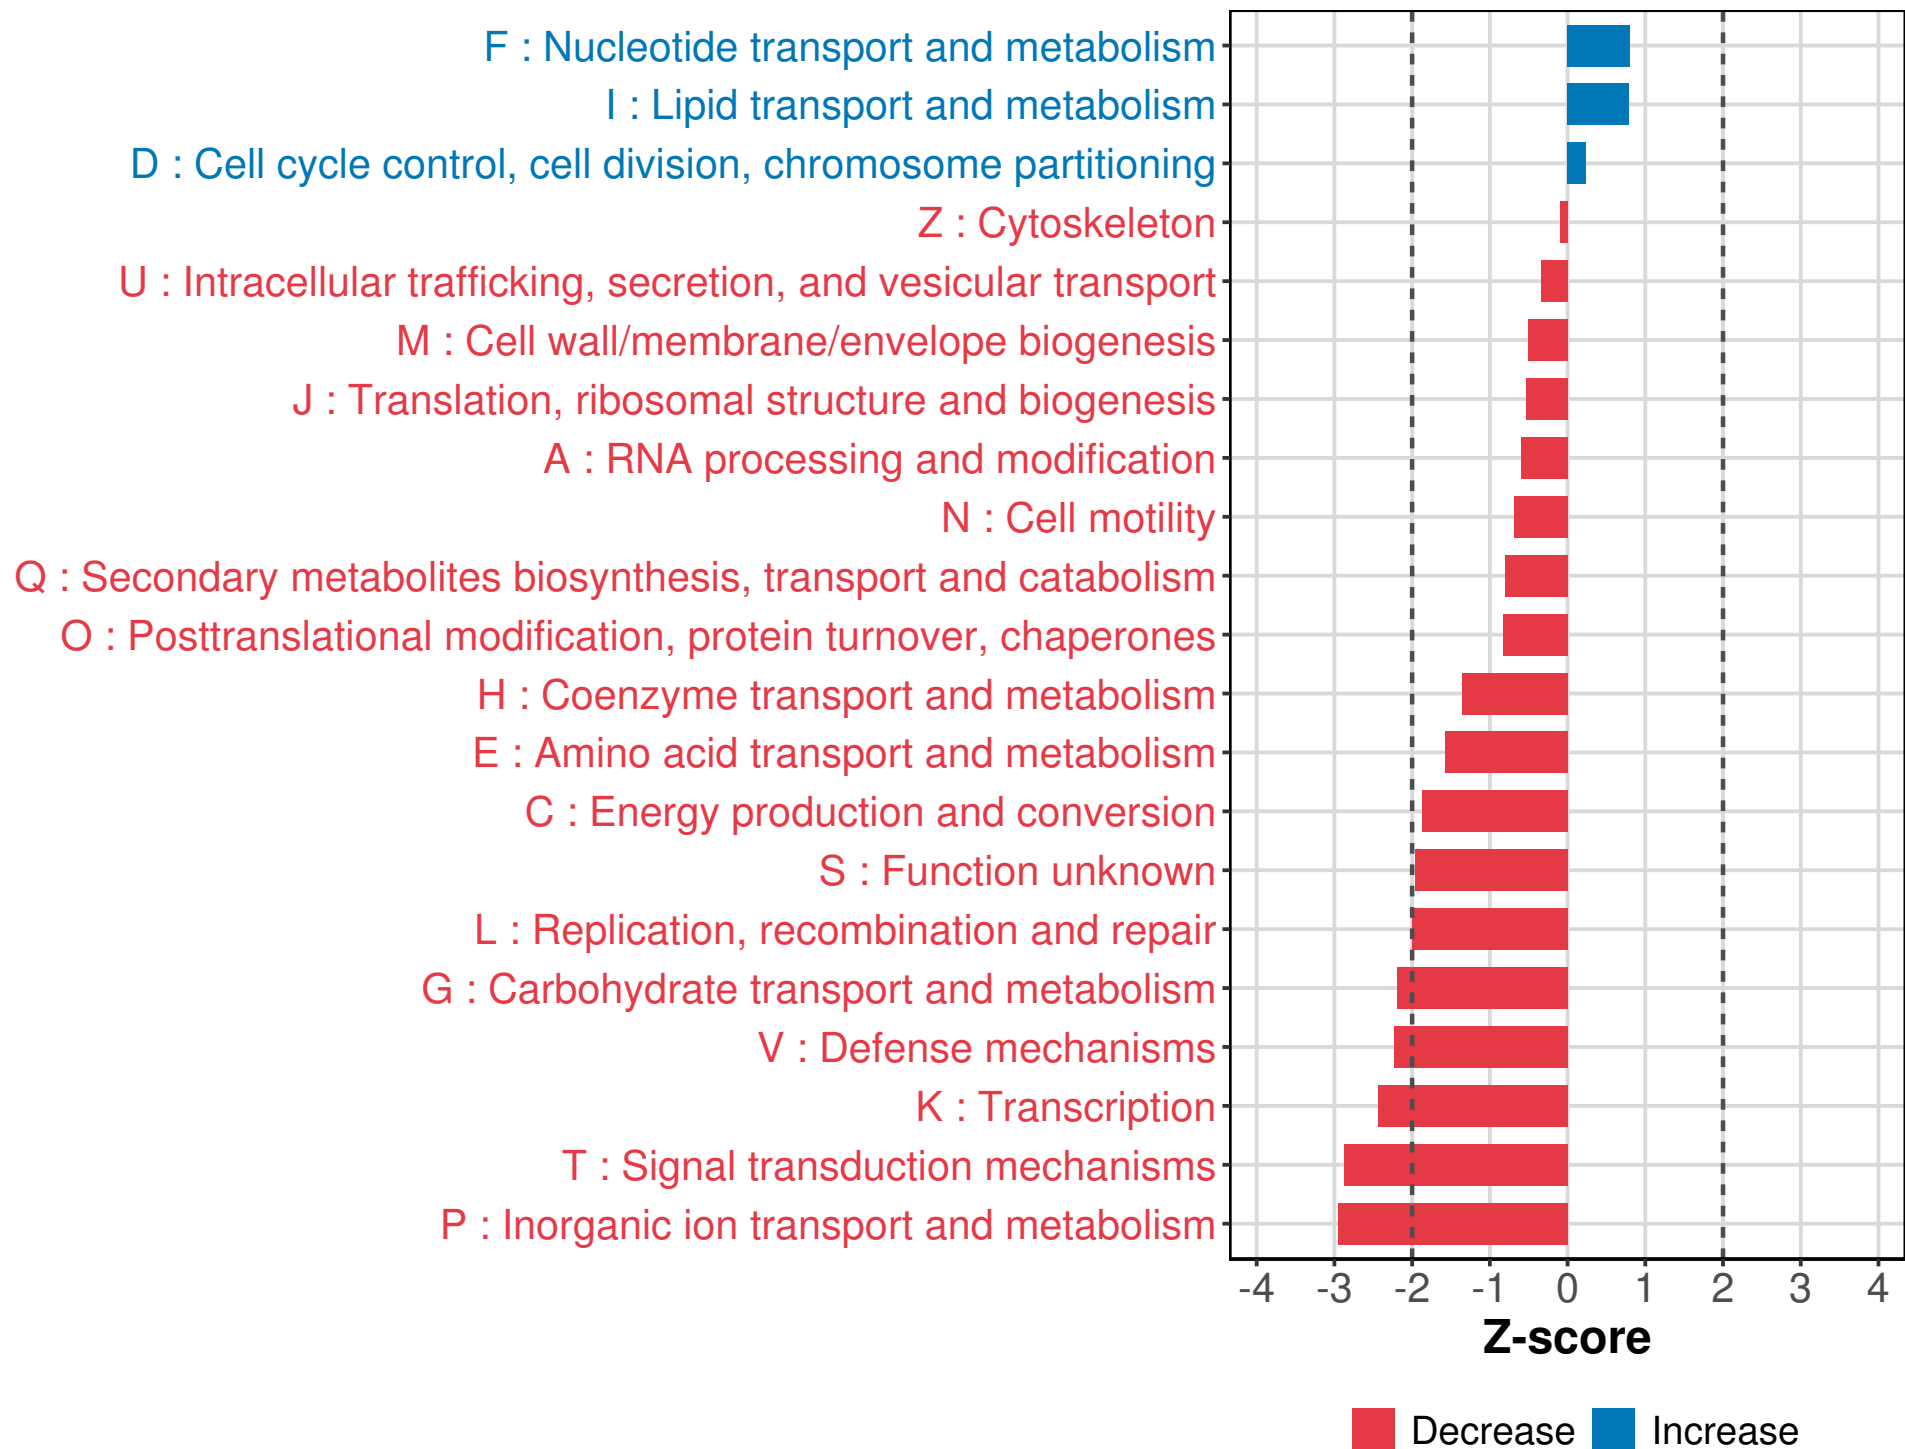 F : Nucleotide transport and metabolism
I : Lipid transport and metabolism
D : Cell cycle control, cell division, chromosome partitioning
Z : Cytoskeleton
U : Intracellular trafficking, secretion, and vesicular transport
M : Cell wall/membrane/envelope biogenesis
J : Translation, ribosomal structure and biogenesis
A : RNA processing and modification
N : Cell motility
Q : Secondary metabolites biosynthesis, transport and catabolism
O : Posttranslational modification, protein turnover, chaperones
H : Coenzyme transport and metabolism
E : Amino acid transport and metabolism
C : Energy production and conversion
S : Function unknown
L : Replication, recombination and repair
G : Carbohydrate transport and metabolism
V : Defense mechanisms
K : Transcription
T : Signal transduction mechanisms
P : Inorganic ion transport and metabolism
-4 -3 -2 -1 0 1 2 3 4
Z-score
Decrease Increase